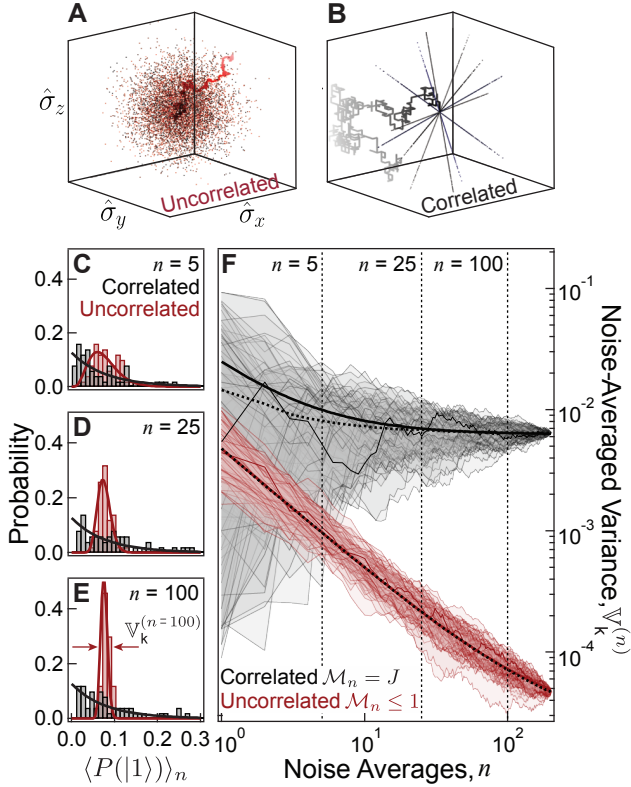 A
B
σ̂z
σ̂y
σ̂x
Uncorrelated
Correlated
C
n = 5
Correlated
Uncorrelated
0.4
0.2
0.0
D
n = 25
0.4
0.2
0.0
E
n = 100
𝕍k(n=100)
0.4
0.2
0.0
0.0
0.1
0.2
0.3
Probability
⟨P(|1⟩)⟩n
F
n = 5
n = 25
n = 100
10⁻¹
10⁻²
10⁻³
10⁻⁴
Noise-Averaged Variance, 𝕍k(n)
Correlated ℳn = J
Uncorrelated ℳn ≤ 1
10⁰
10¹
10²
Noise Averages, n